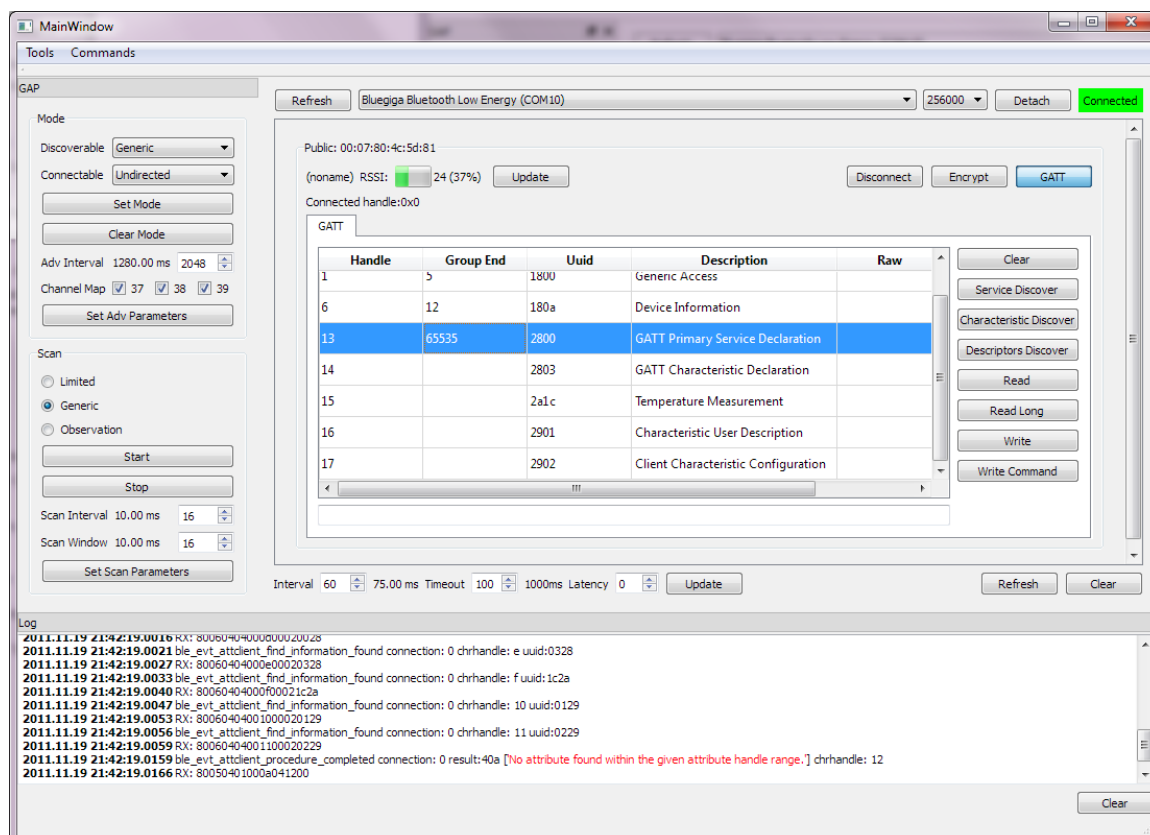 MainWindow
Tools Commands
GAP
Mode
Discoverable Generic
Connectable Undirected
Set Mode
Clear Mode
Adv Interval 1280.00 ms 2048
Channel Map 37 38 39
Set Adv Parameters
Scan
Limited
Generic
Observation
Start
Stop
Scan Interval 10.00 ms 16
Scan Window 10.00 ms 16
Set Scan Parameters
Refresh Bluegiga Bluetooth Low Energy (COM10) 256000 Detach Connected
Public: 00:07:80:4c:5d:81
(noname) RSSI: 24 (37%) Update Disconnect Encrypt GATT
Connected handle:0x0
GATT
Handle Group End Uuid Description Raw
1 5 1800 Generic Access
6 12 180a Device Information
13 65535 2800 GATT Primary Service Declaration
14 2803 GATT Characteristic Declaration
15 2a1c Temperature Measurement
16 2901 Characteristic User Description
17 2902 Client Characteristic Configuration
Clear
Service Discover
Characteristic Discover
Descriptors Discover
Read
Read Long
Write
Write Command
Interval 60 75.00 ms Timeout 100 1000ms Latency 0 Update Refresh Clear
Log
2011.11.19 21:42:19.0016 RX: 80060404000d00020028
2011.11.19 21:42:19.0021 ble_evt_attclient_find_information_found connection: 0 chrhandle: e uuid:0328
2011.11.19 21:42:19.0027 RX: 80060404000e00020328
2011.11.19 21:42:19.0033 ble_evt_attclient_find_information_found connection: 0 chrhandle: f uuid:1c2a
2011.11.19 21:42:19.0040 RX: 80060404000f00021c2a
2011.11.19 21:42:19.0047 ble_evt_attclient_find_information_found connection: 0 chrhandle: 10 uuid:0129
2011.11.19 21:42:19.0053 RX: 80060404001000020129
2011.11.19 21:42:19.0056 ble_evt_attclient_find_information_found connection: 0 chrhandle: 11 uuid:0229
2011.11.19 21:42:19.0059 RX: 80060404001100020229
2011.11.19 21:42:19.0159 ble_evt_attclient_procedure_completed connection: 0 result:40a ['No attribute found within the given attribute handle range.'] chrhandle: 12
2011.11.19 21:42:19.0166 RX: 80050401000a041200
Clear